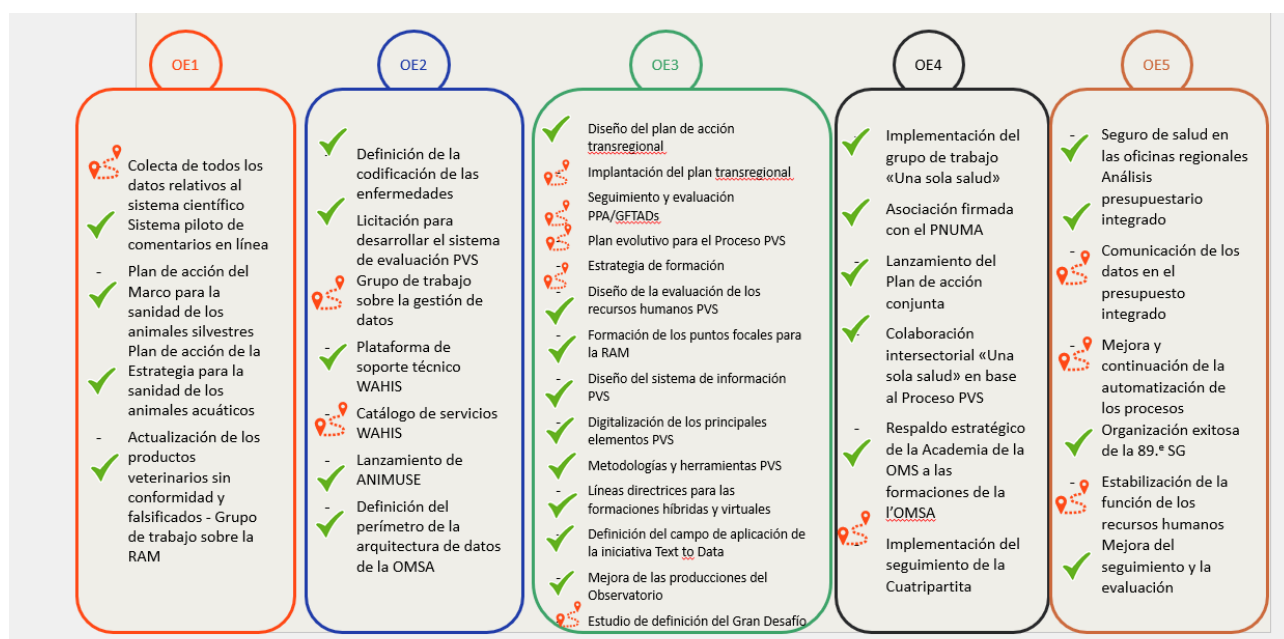 OE1
Colecta de todos los
datos relativos al
sistema científico
Sistema piloto de
comentarios en línea
- Plan de acción del
Marco para la
sanidad de los
animales silvestres
Plan de acción de la
Estrategia para la
sanidad de los
animales acuáticos
- Actualización de los
productos
veterinarios sin
conformidad y
falsificados - Grupo
de trabajo sobre la
RAM
OE2
- Definición de la
codificación de las
enfermedades
Licitación para
desarrollar el sistema
de evaluación PVS
- Grupo de trabajo
sobre la gestión de
datos
- Plataforma de
soporte técnico
WAHIS
- Catálogo de servicios
WAHIS
- Lanzamiento de
ANIMUSE
- Definición del
perímetro de la
arquitectura de datos
de la OMSA
OE3
Diseño del plan de acción
transregional
- Implantación del plan transregional
Seguimiento y evaluación
PPA/GFTADs
- Plan evolutivo para el Proceso PVS
- Estrategia de formación
- Diseño de la evaluación de los
recursos humanos PVS
- Formación de los puntos focales para
la RAM
- Diseño del sistema de información
PVS
- Digitalización de los principales
elementos PVS
- Metodologías y herramientas PVS
- Líneas directrices para las
formaciones híbridas y virtuales
- Definición del campo de aplicación de
la iniciativa Text to Data
- Mejora de las producciones del
Observatorio
- Estudio de definición del Gran Desafío
OE4
- Implementación del
grupo de trabajo
«Una sola salud»
- Asociación firmada
con el PNUMA
- Lanzamiento del
Plan de acción
conjunta
- Colaboración
intersectorial «Una
sola salud» en base
al Proceso PVS
- Respaldo estratégico
de la Academia de la
OMS a las
formaciones de la
l'OMSA
- Implementación del
seguimiento de la
Cuatripartita
OE5
- Seguro de salud en
las oficinas regionales
Análisis
presupuestario
integrado
- Comunicación de los
datos en el
presupuesto
integrado
- Mejora y
continuación de la
automatización de
los procesos
Organización exitosa
de la 89.ª SG
- Estabilización de la
función de los
recursos humanos
Mejora del
seguimiento y la
evaluación